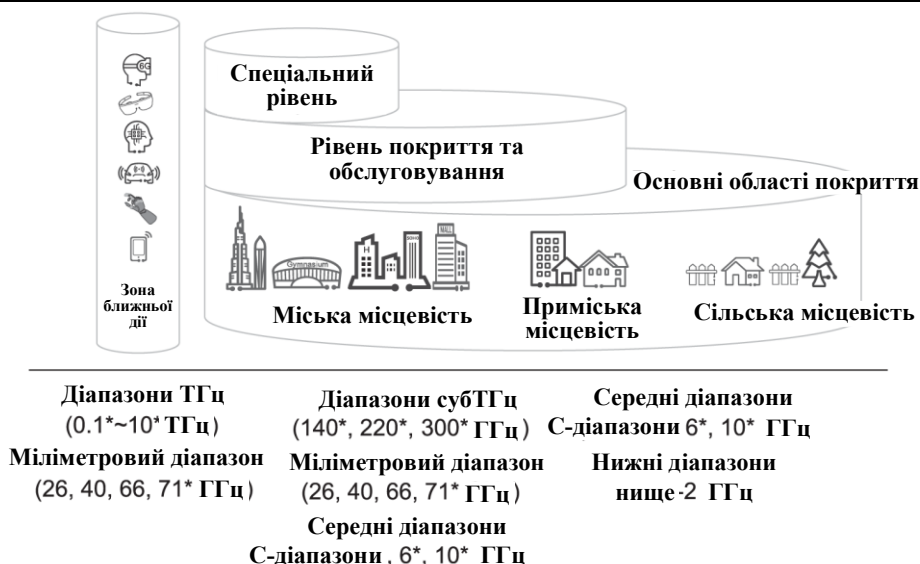 6G
Спеціальний
рівень
Рівень покриття та
обслуговування
Основні області покриття
Gymnasium
H
SOHO
MALL
Зона
ближньої
дії
Міська місцевість
Приміська
місцевість
Сільська місцевість
Діапазони ТГц
(0.1*~10* ТГц)
Міліметровий діапазон
(26, 40, 66, 71* ГГц)
Діапазони субТГц
(140*, 220*, 300* ГГц)
Міліметровий діапазон
(26, 40, 66, 71* ГГц)
Середні діапазони
С-діапазони , 6*, 10* ГГц
Середні діапазони
С-діапазони 6*, 10* ГГц
Нижні діапазони
нище -2 ГГц